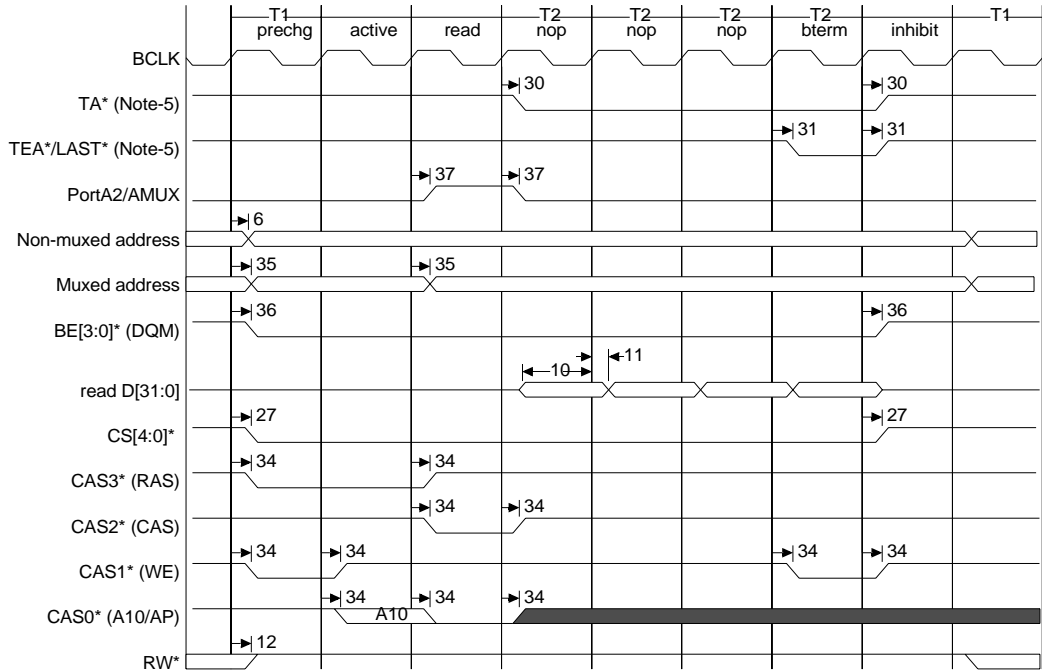 T1 T2 T2 T2 T2 T1
prechg active read nop nop nop bterm inhibit
BCLK
30 30
TA* (Note-5)
31 31
TEA*/LAST* (Note-5)
37 37
PortA2/AMUX
6
Non-muxed address
35 35
Muxed address
36 36
BE[3:0]* (DQM)
11
10
read D[31:0]
27 27
CS[4:0]*
34 34
CAS3* (RAS)
34 34
CAS2* (CAS)
34 34 34 34
CAS1* (WE)
34 34 34
CAS0* (A10/AP) A10
12
RW*